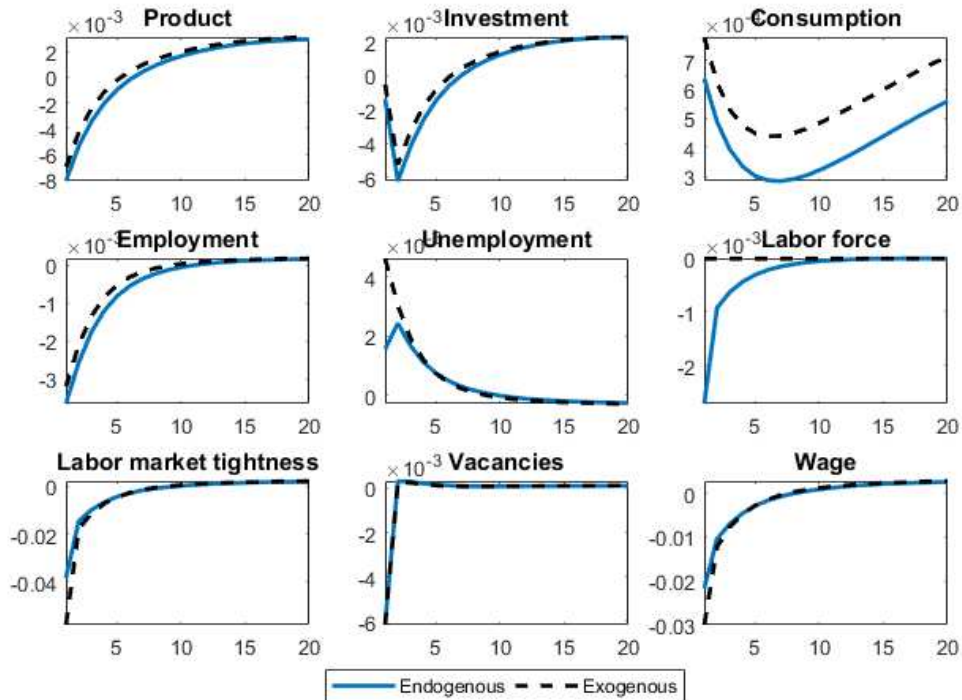 ×10⁻³ Product
2
0
-2
-4
-6
-8
5 10 15 20
×10⁻³ Investment
2
0
-2
-4
-6
5 10 15 20
Consumption
7
6
5
4
3
5 10 15 20
×10⁻³ Employment
0
-1
-2
-3
5 10 15 20
Unemployment
4
2
0
5 10 15 20
×10⁻³ Labor force
0
-1
-2
5 10 15 20
Labor market tightness
0
-0.02
-0.04
5 10 15 20
×10⁻³ Vacancies
0
-2
-4
-6
5 10 15 20
Wage
0
-0.01
-0.02
-0.03
5 10 15 20
Endogenous Exogenous